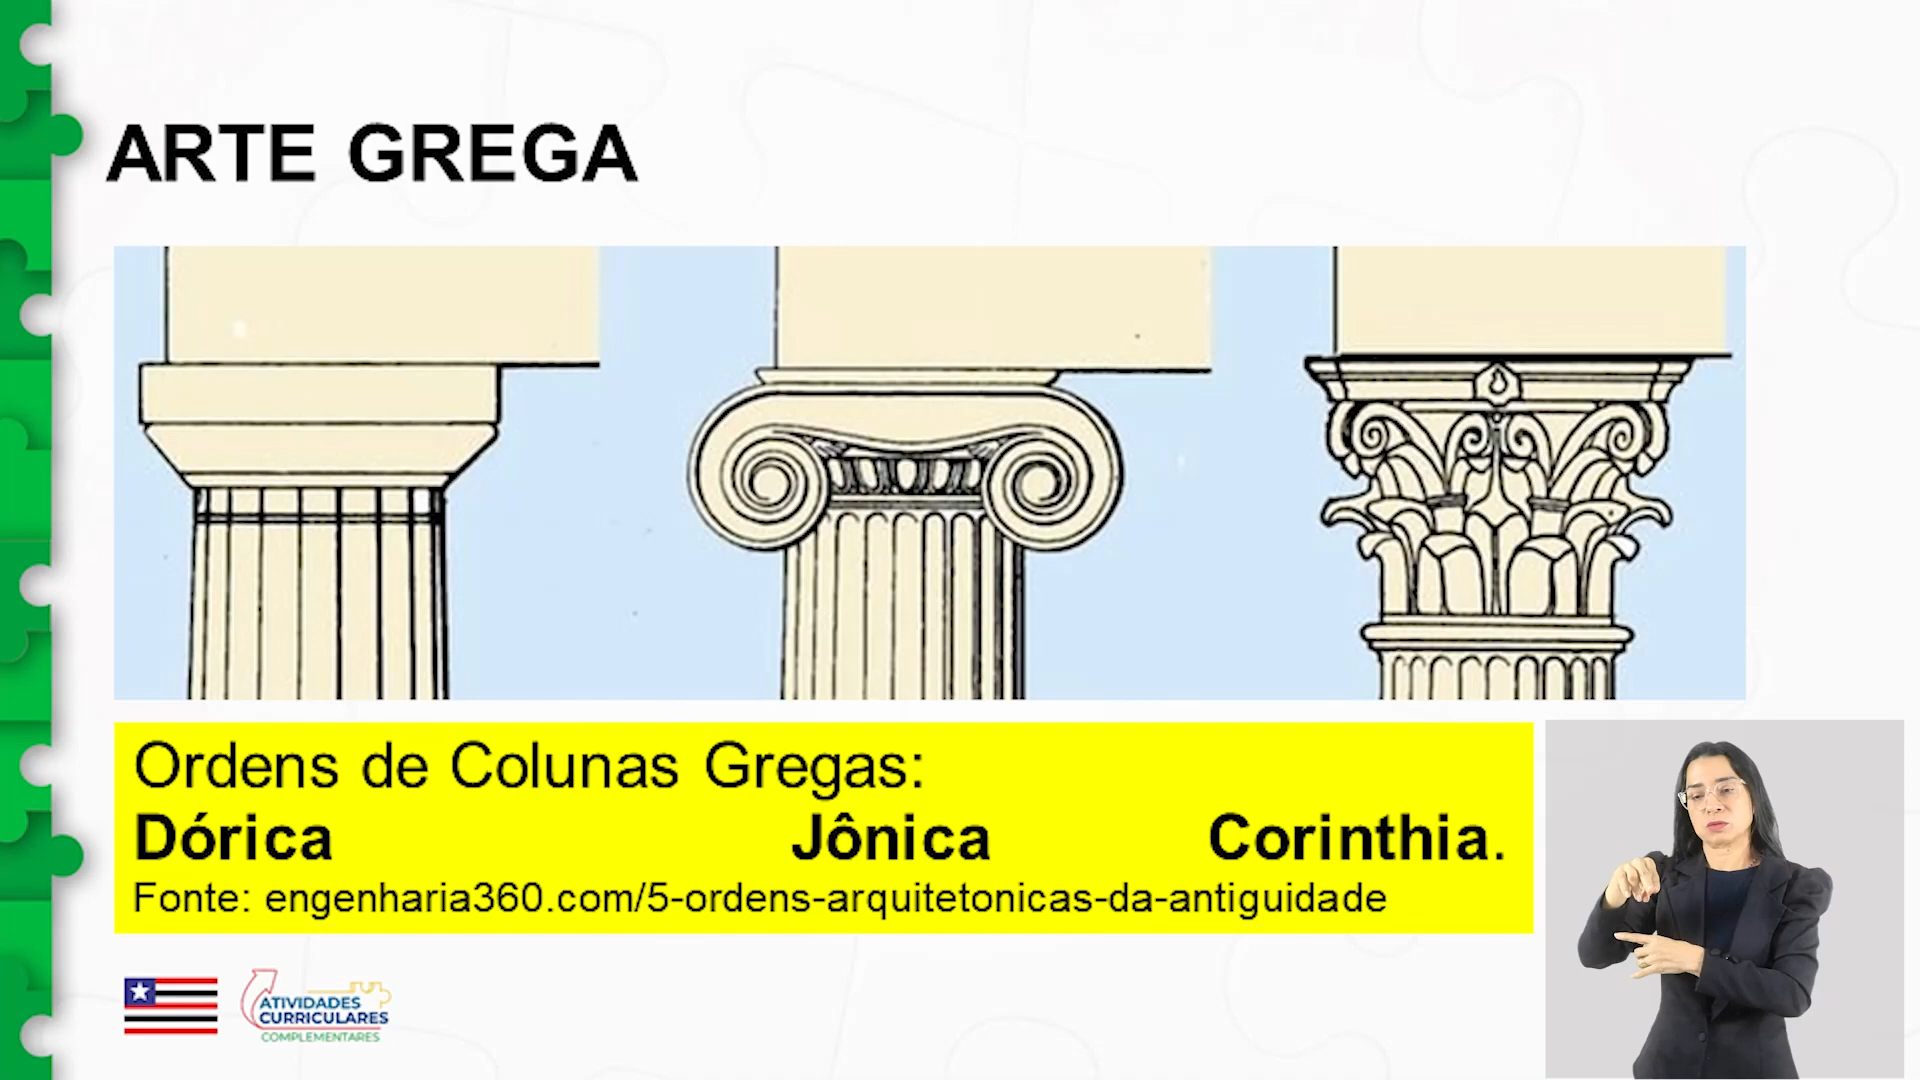 ARTE GREGA
Ordens de Colunas Gregas:
Dórica Jônica Corinthia.
Fonte: engenharia360.com/5-ordens-arquitetonicas-da-antiguidade
ATIVIDADES
CURRICULARES
COMPLEMENTARES